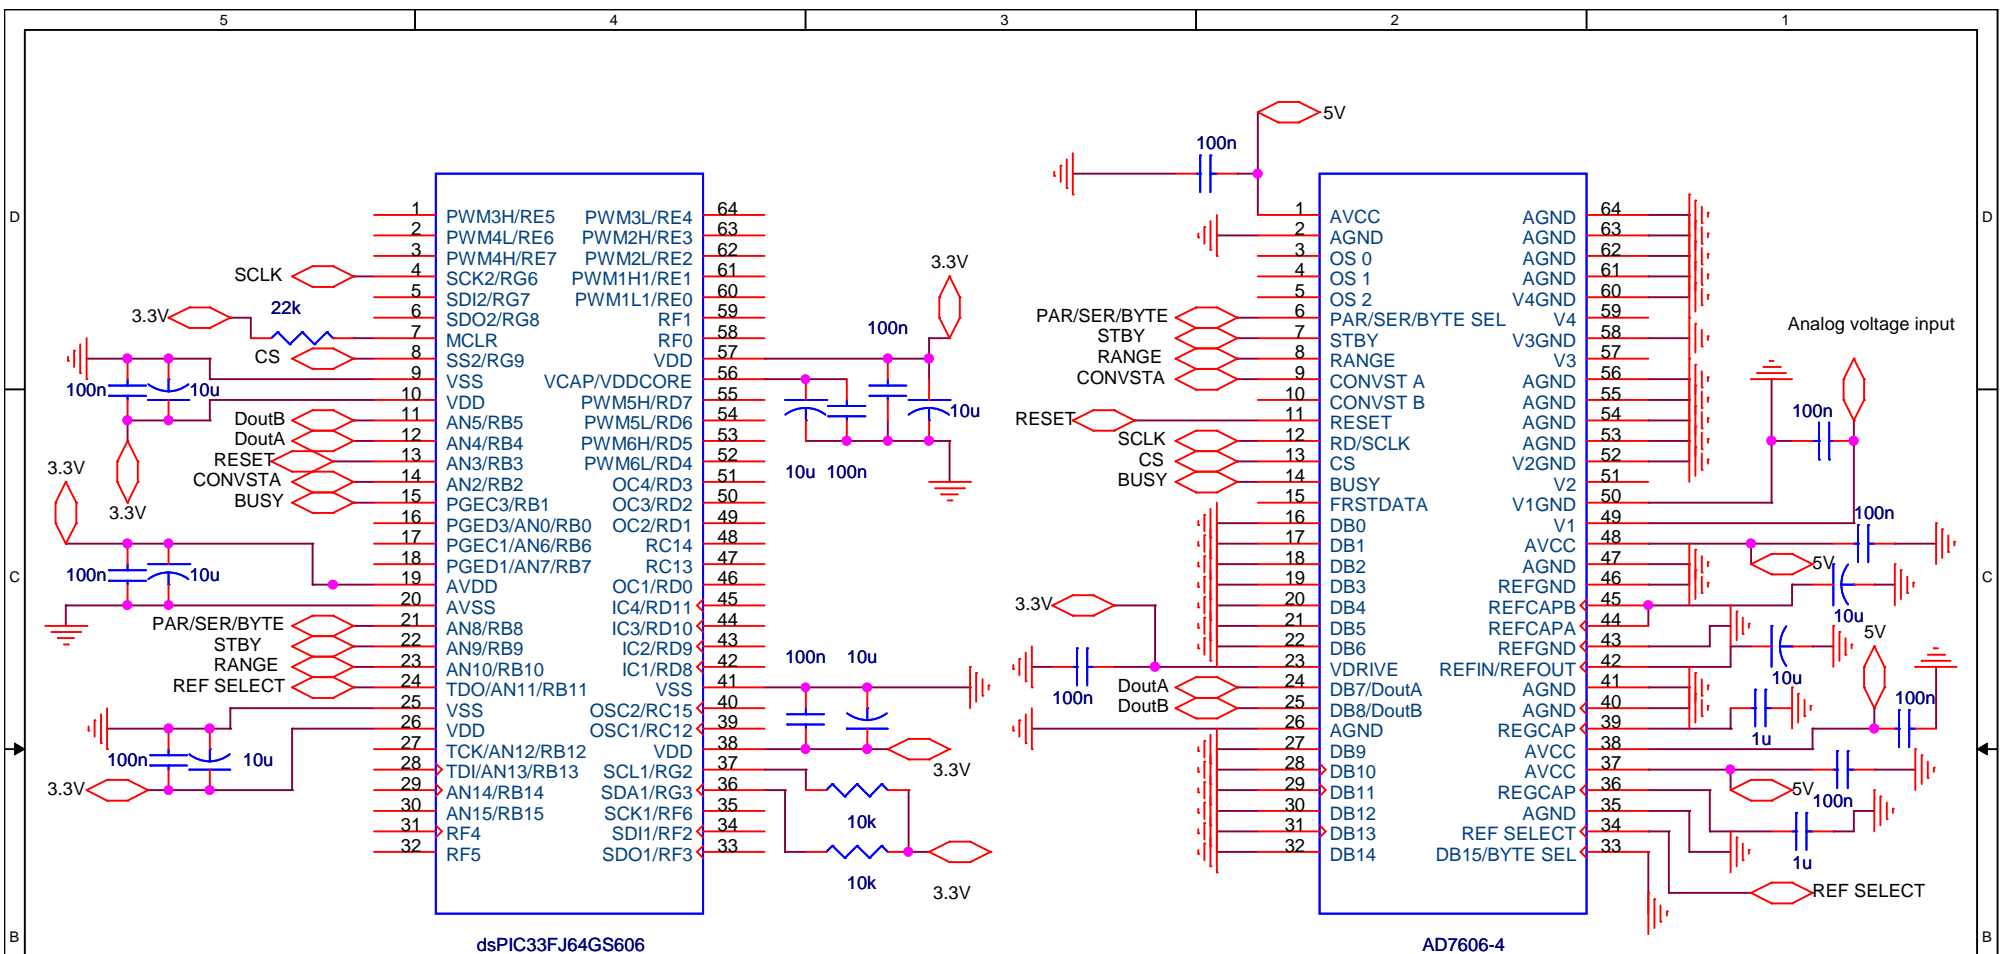 5 4 3 2 1
D D
C C
B B
5V
100n
SCLK
3.3V
22k
CS
100n 10u
DoutB
DoutA
RESET
CONVSTA
BUSY
3.3V
3.3V
100n 10u
PAR/SER/BYTE
STBY
RANGE
REF SELECT
100n 10u
3.3V
1 PWM3H/RE5
2 PWM4L/RE6
3 PWM4H/RE7
4 SCK2/RG6
5 SDI2/RG7
6 SDO2/RG8
7 MCLR
8 SS2/RG9
9 VSS
10 VDD
11 AN5/RB5
12 AN4/RB4
13 AN3/RB3
14 AN2/RB2
15 PGEC3/RB1
16 PGED3/AN0/RB0
17 PGEC1/AN6/RB6
18 PGED1/AN7/RB7
19 AVDD
20 AVSS
21 AN8/RB8
22 AN9/RB9
23 AN10/RB10
24 TDO/AN11/RB11
25 VSS
26 VDD
27 TCK/AN12/RB12
28 TDI/AN13/RB13
29 AN14/RB14
30 AN15/RB15
31 RF4
32 RF5
PWM3L/RE4 64
PWM2H/RE3 63
PWM2L/RE2 62
PWM1H1/RE1 61
PWM1L1/RE0 60
RF1 59
RF0 58
VDD 57
VCAP/VDDCORE 56
PWM5H/RD7 55
PWM5L/RD6 54
PWM6H/RD5 53
PWM6L/RD4 52
OC4/RD3 51
OC3/RD2 50
OC2/RD1 49
RC14 48
RC13 47
OC1/RD0 46
IC4/RD11 45
IC3/RD10 44
IC2/RD9 43
IC1/RD8 42
VSS 41
OSC2/RC15 40
OSC1/RC12 39
VDD 38
SCL1/RG2 37
SDA1/RG3 36
SCK1/RF6 35
SDI1/RF2 34
SDO1/RF3 33
dsPIC33FJ64GS606
3.3V
100n
10u
10u 100n
100n 10u
3.3V
10k
10k
3.3V
PAR/SER/BYTE
STBY
RANGE
CONVSTA
RESET
SCLK
CS
BUSY
3.3V
100n
DoutA
DoutB
1 AVCC
2 AGND
3 OS 0
4 OS 1
5 OS 2
6 PAR/SER/BYTE SEL
7 STBY
8 RANGE
9 CONVST A
10 CONVST B
11 RESET
12 RD/SCLK
13 CS
14 BUSY
15 FRSTDATA
16 DB0
17 DB1
18 DB2
19 DB3
20 DB4
21 DB5
22 DB6
23 VDRIVE
24 DB7/DoutA
25 DB8/DoutB
26 AGND
27 DB9
28 DB10
29 DB11
30 DB12
31 DB13
32 DB14
AGND 64
AGND 63
AGND 62
AGND 61
V4GND 60
V4 59
V3GND 58
V3 57
AGND 56
AGND 55
AGND 54
AGND 53
V2GND 52
V2 51
V1GND 50
V1 49
AVCC 48
AGND 47
REFGND 46
REFCAPB 45
REFCAPA 44
REFGND 43
REFIN/REFOUT 42
AGND 41
AGND 40
REGCAP 39
AVCC 38
AVCC 37
REGCAP 36
AGND 35
REF SELECT 34
DB15/BYTE SEL 33
AD7606-4
Analog voltage input
100n
100n
5V
10u
5V
10u
100n
1u
5V
100n
1u
REF SELECT